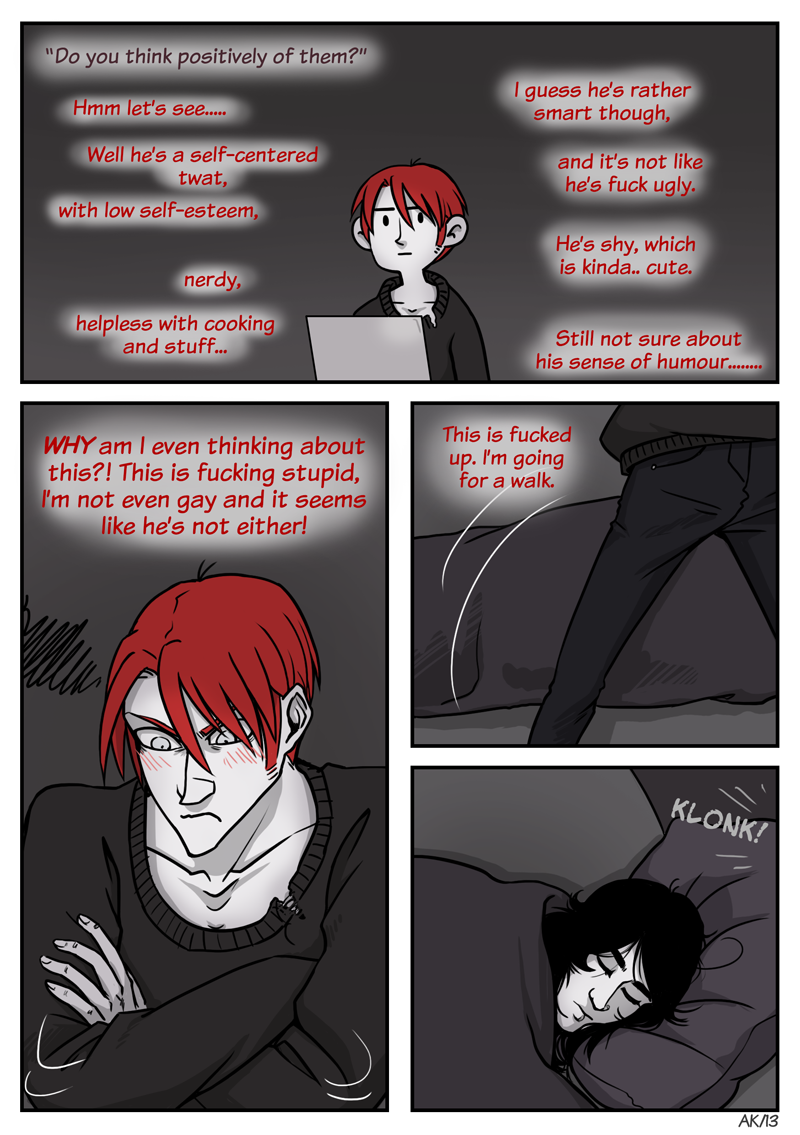 "Do you think positively of them?"
Hmm let's see.....
Well he's a self-centered
twat,
with low self-esteem,
nerdy,
helpless with cooking
and stuff...
I guess he's rather
smart though,
and it's not like
he's fuck ugly.
He's shy, which
is kinda.. cute.
Still not sure about
his sense of humour........
WHY am I even thinking about
this?! This is fucking stupid,
I'm not even gay and it seems
like he's not either!
This is fucked
up. I'm going
for a walk.
KLONK!
AK/13